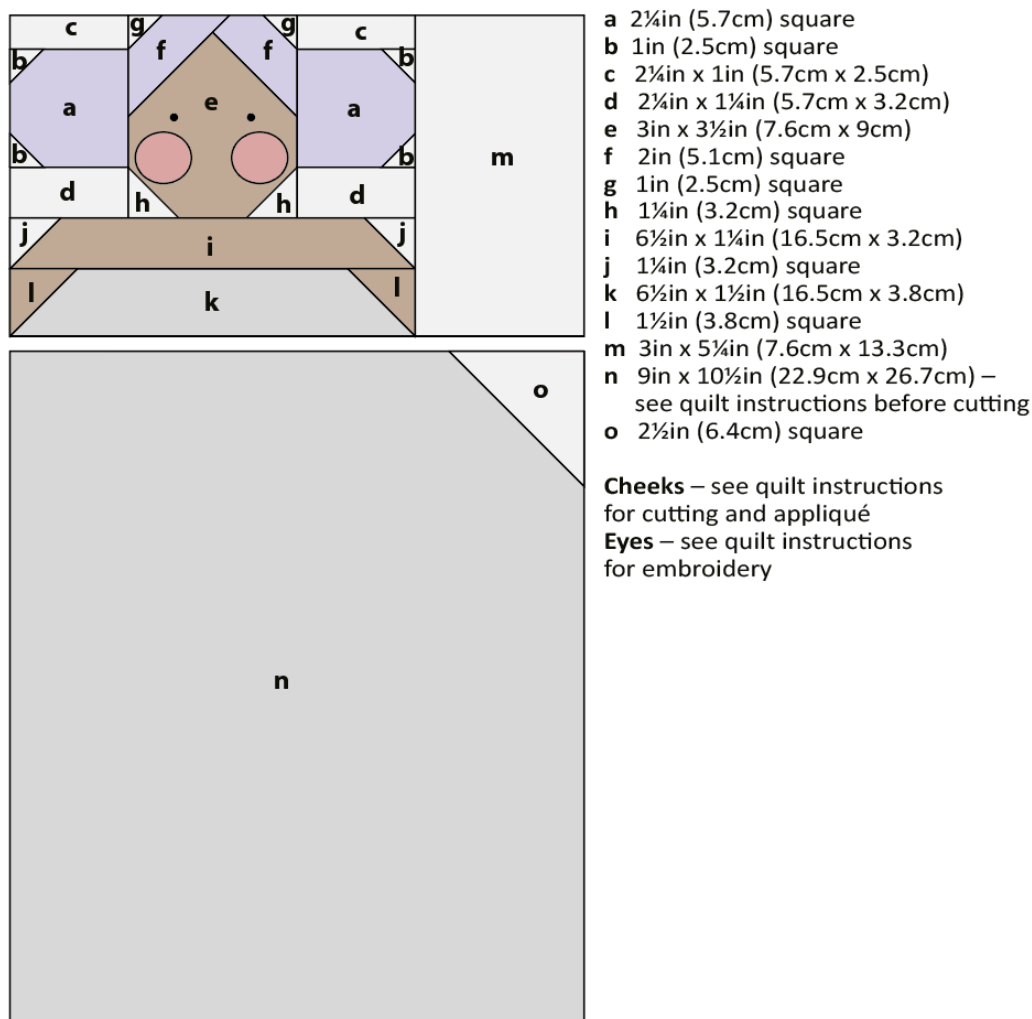 c g g c
b f f b
a e a
b b m
d h h d
j i j
l k l
o
n
a 2¼in (5.7cm) square
b 1in (2.5cm) square
c 2¼in x 1in (5.7cm x 2.5cm)
d 2¼in x 1¼in (5.7cm x 3.2cm)
e 3in x 3½in (7.6cm x 9cm)
f 2in (5.1cm) square
g 1in (2.5cm) square
h 1¼in (3.2cm) square
i 6½in x 1¼in (16.5cm x 3.2cm)
j 1¼in (3.2cm) square
k 6½in x 1½in (16.5cm x 3.8cm)
l 1½in (3.8cm) square
m 3in x 5¼in (7.6cm x 13.3cm)
n 9in x 10½in (22.9cm x 26.7cm) –
see quilt instructions before cutting
o 2½in (6.4cm) square
Cheeks – see quilt instructions
for cutting and appliqué
Eyes – see quilt instructions
for embroidery